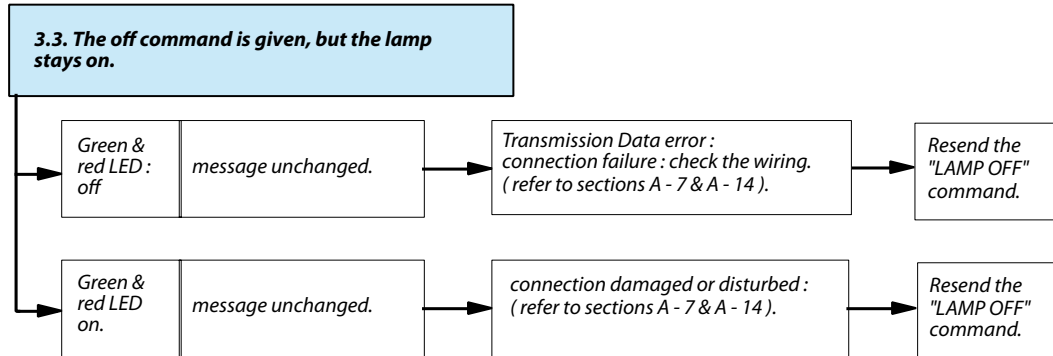 3.3. The off command is given, but the lamp
stays on.
Green &
red LED :
off
message unchanged.
Transmission Data error :
connection failure : check the wiring.
( refer to sections A - 7 & A - 14 ).
Resend the
"LAMP OFF"
command.
Green &
red LED
on.
message unchanged.
connection damaged or disturbed :
( refer to sections A - 7 & A - 14 ).
Resend the
"LAMP OFF"
command.